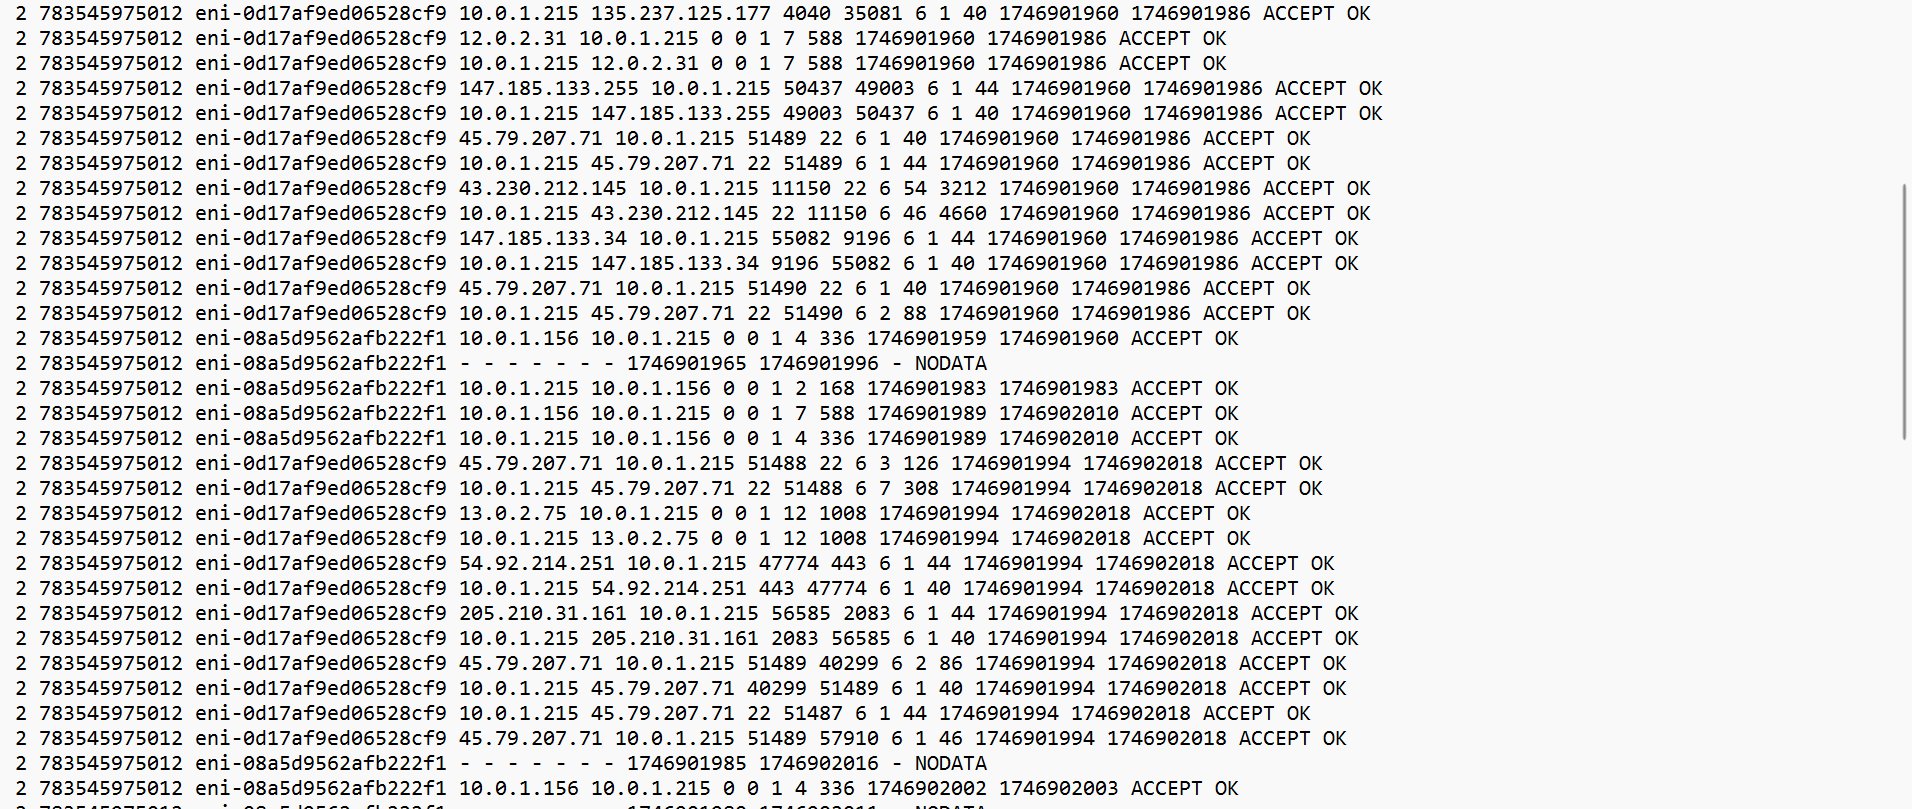 2 783545975012 eni-0d17af9ed06528cf9 10.0.1.215 135.237.125.177 4040 35081 6 1 40 1746901960 1746901986 ACCEPT OK
2 783545975012 eni-0d17af9ed06528cf9 12.0.2.31 10.0.1.215 0 0 1 7 588 1746901960 1746901986 ACCEPT OK
2 783545975012 eni-0d17af9ed06528cf9 10.0.1.215 12.0.2.31 0 0 1 7 588 1746901960 1746901986 ACCEPT OK
2 783545975012 eni-0d17af9ed06528cf9 147.185.133.255 10.0.1.215 50437 49003 6 1 44 1746901960 1746901986 ACCEPT OK
2 783545975012 eni-0d17af9ed06528cf9 10.0.1.215 147.185.133.255 49003 50437 6 1 40 1746901960 1746901986 ACCEPT OK
2 783545975012 eni-0d17af9ed06528cf9 45.79.207.71 10.0.1.215 51489 22 6 1 40 1746901960 1746901986 ACCEPT OK
2 783545975012 eni-0d17af9ed06528cf9 10.0.1.215 45.79.207.71 22 51489 6 1 44 1746901960 1746901986 ACCEPT OK
2 783545975012 eni-0d17af9ed06528cf9 43.230.212.145 10.0.1.215 11150 22 6 54 3212 1746901960 1746901986 ACCEPT OK
2 783545975012 eni-0d17af9ed06528cf9 10.0.1.215 43.230.212.145 22 11150 6 46 4660 1746901960 1746901986 ACCEPT OK
2 783545975012 eni-0d17af9ed06528cf9 147.185.133.34 10.0.1.215 55082 9196 6 1 44 1746901960 1746901986 ACCEPT OK
2 783545975012 eni-0d17af9ed06528cf9 10.0.1.215 147.185.133.34 9196 55082 6 1 40 1746901960 1746901986 ACCEPT OK
2 783545975012 eni-0d17af9ed06528cf9 45.79.207.71 10.0.1.215 51490 22 6 1 40 1746901960 1746901986 ACCEPT OK
2 783545975012 eni-0d17af9ed06528cf9 10.0.1.215 45.79.207.71 22 51490 6 2 88 1746901960 1746901986 ACCEPT OK
2 783545975012 eni-08a5d9562afb222f1 10.0.1.156 10.0.1.215 0 0 1 4 336 1746901959 1746901960 ACCEPT OK
2 783545975012 eni-08a5d9562afb222f1 - - - - - - - 1746901965 1746901996 - NODATA
2 783545975012 eni-08a5d9562afb222f1 10.0.1.215 10.0.1.156 0 0 1 2 168 1746901983 1746901983 ACCEPT OK
2 783545975012 eni-08a5d9562afb222f1 10.0.1.156 10.0.1.215 0 0 1 7 588 1746901989 1746902010 ACCEPT OK
2 783545975012 eni-08a5d9562afb222f1 10.0.1.215 10.0.1.156 0 0 1 4 336 1746901989 1746902010 ACCEPT OK
2 783545975012 eni-0d17af9ed06528cf9 45.79.207.71 10.0.1.215 51488 22 6 3 126 1746901994 1746902018 ACCEPT OK
2 783545975012 eni-0d17af9ed06528cf9 10.0.1.215 45.79.207.71 22 51488 6 7 308 1746901994 1746902018 ACCEPT OK
2 783545975012 eni-0d17af9ed06528cf9 13.0.2.75 10.0.1.215 0 0 1 12 1008 1746901994 1746902018 ACCEPT OK
2 783545975012 eni-0d17af9ed06528cf9 10.0.1.215 13.0.2.75 0 0 1 12 1008 1746901994 1746902018 ACCEPT OK
2 783545975012 eni-0d17af9ed06528cf9 54.92.214.251 10.0.1.215 47774 443 6 1 44 1746901994 1746902018 ACCEPT OK
2 783545975012 eni-0d17af9ed06528cf9 10.0.1.215 54.92.214.251 443 47774 6 1 40 1746901994 1746902018 ACCEPT OK
2 783545975012 eni-0d17af9ed06528cf9 205.210.31.161 10.0.1.215 56585 2083 6 1 44 1746901994 1746902018 ACCEPT OK
2 783545975012 eni-0d17af9ed06528cf9 10.0.1.215 205.210.31.161 2083 56585 6 1 40 1746901994 1746902018 ACCEPT OK
2 783545975012 eni-0d17af9ed06528cf9 45.79.207.71 10.0.1.215 51489 40299 6 2 86 1746901994 1746902018 ACCEPT OK
2 783545975012 eni-0d17af9ed06528cf9 10.0.1.215 45.79.207.71 40299 51489 6 1 40 1746901994 1746902018 ACCEPT OK
2 783545975012 eni-0d17af9ed06528cf9 10.0.1.215 45.79.207.71 22 51487 6 1 44 1746901994 1746902018 ACCEPT OK
2 783545975012 eni-0d17af9ed06528cf9 45.79.207.71 10.0.1.215 51489 57910 6 1 46 1746901994 1746902018 ACCEPT OK
2 783545975012 eni-08a5d9562afb222f1 - - - - - - - 1746901985 1746902016 - NODATA
2 783545975012 eni-08a5d9562afb222f1 10.0.1.156 10.0.1.215 0 0 1 4 336 1746902002 1746902003 ACCEPT OK